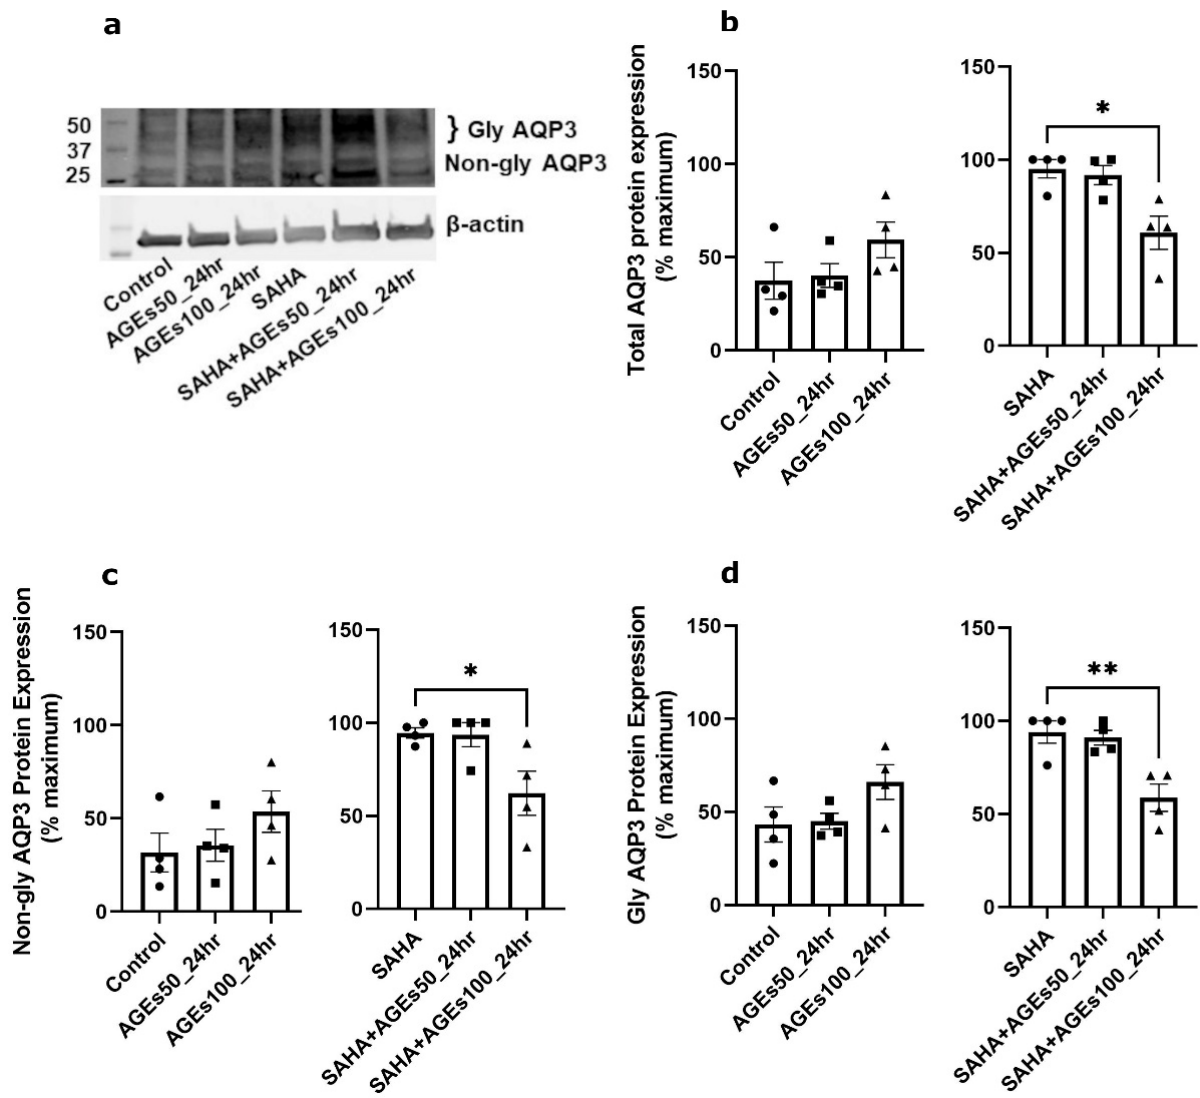 a
50
37
25
} Gly AQP3
Non-gly AQP3
β-actin
Control
AGEs50_24hr
AGEs100_24hr
SAHA
SAHA+AGEs50_24hr
SAHA+AGEs100_24hr
b
Total AQP3 protein expression
(% maximum)
150
100
50
0
Control
AGEs50_24hr
AGEs100_24hr
150
100
50
0
*
SAHA
SAHA+AGEs50_24hr
SAHA+AGEs100_24hr
c
Non-gly AQP3 Protein Expression
(% maximum)
150
100
50
0
Control
AGEs50_24hr
AGEs100_24hr
150
100
50
0
*
SAHA
SAHA+AGEs50_24hr
SAHA+AGEs100_24hr
d
Gly AQP3 Protein Expression
(% maximum)
150
100
50
0
Control
AGEs50_24hr
AGEs100_24hr
150
100
50
0
**
SAHA
SAHA+AGEs50_24hr
SAHA+AGEs100_24hr